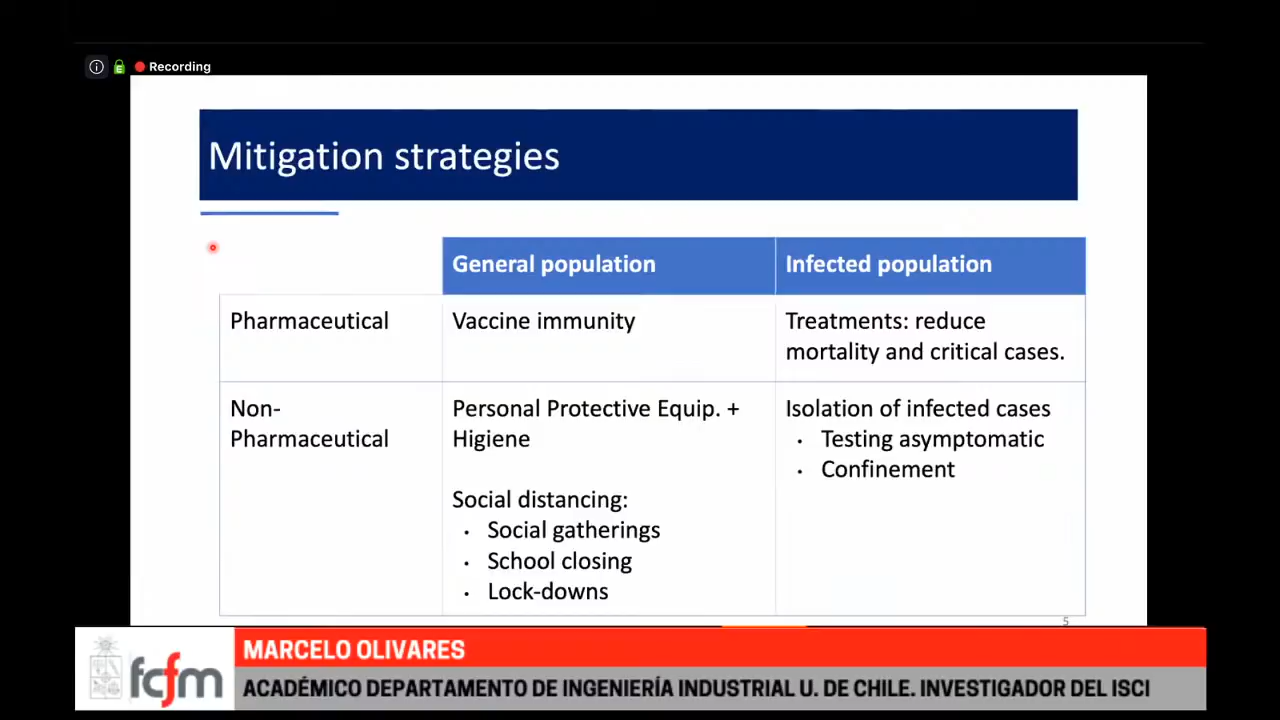 Recording
Mitigation strategies
General population
Infected population
Pharmaceutical
Vaccine immunity
Treatments: reduce
mortality and critical cases.
Non-
Pharmaceutical
Personal Protective Equip. +
Higiene
Social distancing:
• Social gatherings
• School closing
• Lock-downs
Isolation of infected cases
• Testing asymptomatic
• Confinement
5
fcfm
MARCELO OLIVARES
ACADÉMICO DEPARTAMENTO DE INGENIERÍA INDUSTRIAL U. DE CHILE. INVESTIGADOR DEL ISCI